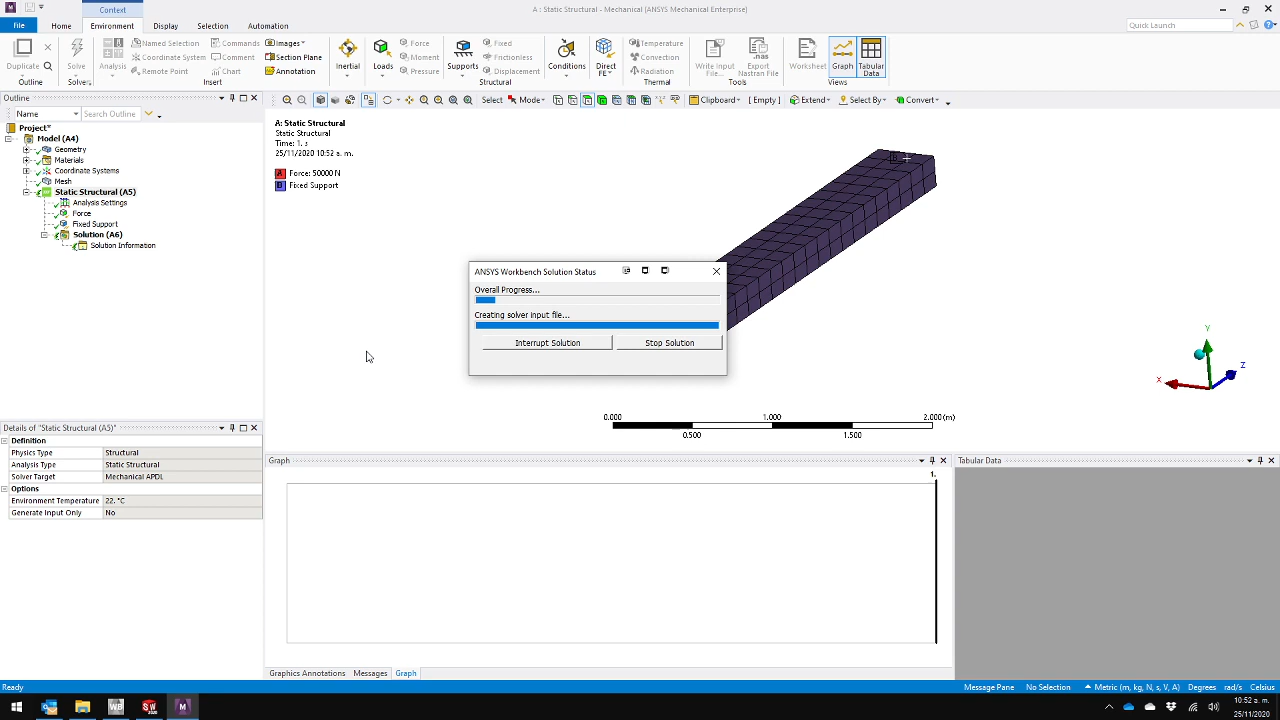 Context
A : Static Structural - Mechanical [ANSYS Mechanical Enterprise]
File Home Environment Display Selection Automation Quick Launch
Duplicate
Outline
Solve
Solvers
Analysis
Named Selection
Coordinate System
Remote Point
Commands
Comment
Chart
Images
Section Plane
Annotation
Insert
Inertial
Loads
Force
Moment
Pressure
Supports
Fixed
Frictionless
Displacement
Structural
Conditions
Direct FE
Temperature
Convection
Radiation
Thermal
Write Input File...
Export Nastran File
Tools
Worksheet
Graph
Tabular Data
Views
Outline
Name Search Outline
Select Mode Clipboard [ Empty ] Extend Select By Convert
Project*
Model (A4)
Geometry
Materials
Coordinate Systems
Mesh
Static Structural (A5)
Analysis Settings
Force
Fixed Support
Solution (A6)
Solution Information
A: Static Structural
Static Structural
Time: 1. s
25/11/2020 10:52 a. m.
A Force: 50000 N
B Fixed Support
ANSYS Workbench Solution Status
Overall Progress...
Creating solver input file...
Interrupt Solution Stop Solution
Y
Z
X
0.000 1.000 2.000 (m)
0.500 1.500
Details of "Static Structural (A5)"
Definition
Physics Type Structural
Analysis Type Static Structural
Solver Target Mechanical APDL
Options
Environment Temperature 22. °C
Generate Input Only No
Graph
1.
Tabular Data
Graphics Annotations Messages Graph
Ready Message Pane No Selection Metric (m, kg, N, s, V, A) Degrees rad/s Celsius
10:52 a. m.
25/11/2020